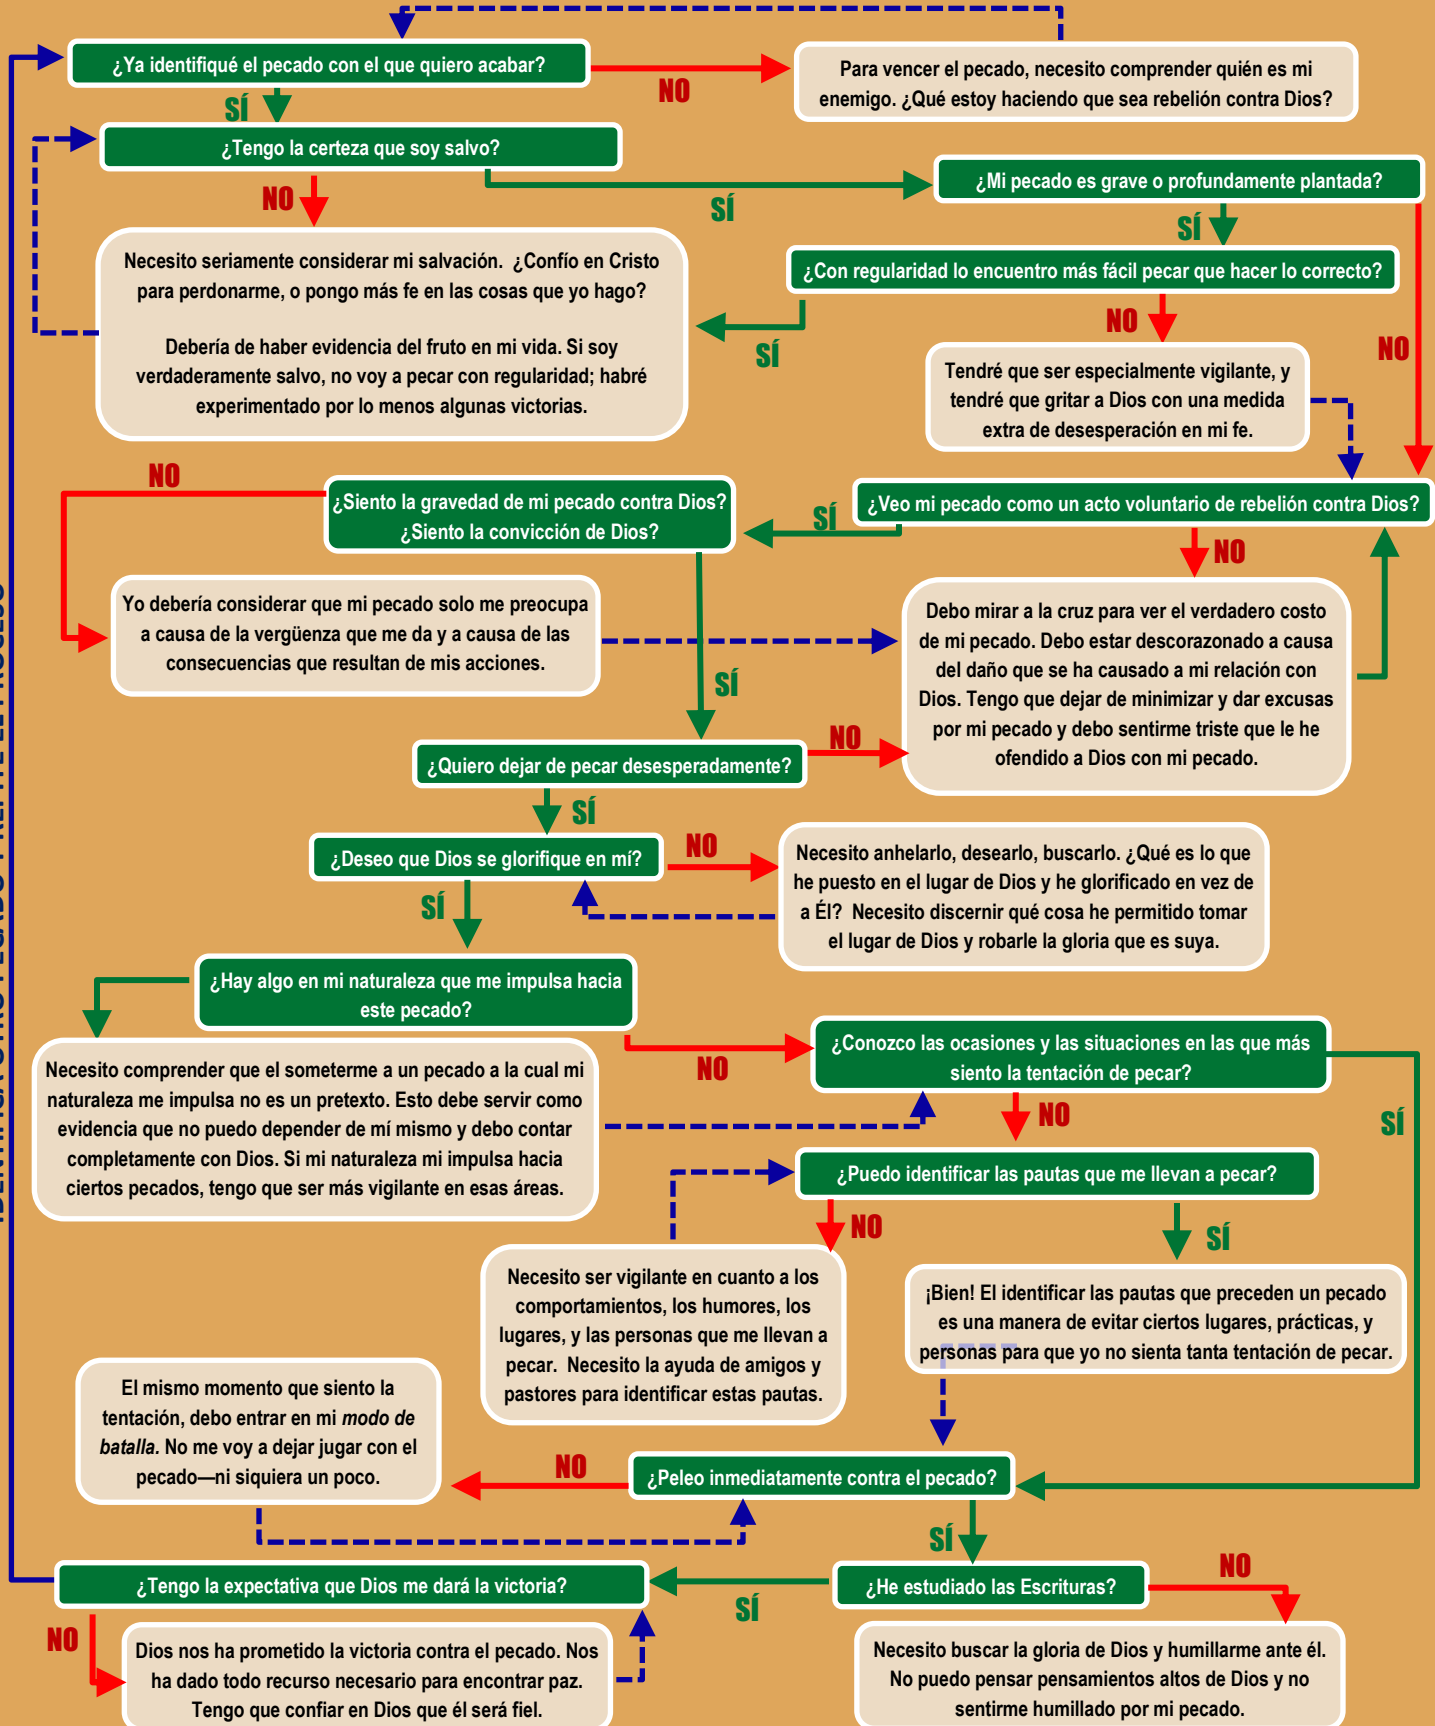 ¿Ya identifiqué el pecado con el que quiero acabar?
NO
Para vencer el pecado, necesito comprender quién es mi
enemigo. ¿Qué estoy haciendo que sea rebelión contra Dios?
SÍ
¿Tengo la certeza que soy salvo?
NO
SÍ
¿Mi pecado es grave o profundamente plantada?
SÍ
NO
Necesito seriamente considerar mi salvación. ¿Confío en Cristo
para perdonarme, o pongo más fe en las cosas que yo hago?
Debería de haber evidencia del fruto en mi vida. Si soy
verdaderamente salvo, no voy a pecar con regularidad; habré
experimentado por lo menos algunas victorias.
¿Con regularidad lo encuentro más fácil pecar que hacer lo correcto?
SÍ
NO
Tendré que ser especialmente vigilante, y
tendré que gritar a Dios con una medida
extra de desesperación en mi fe.
¿Veo mi pecado como un acto voluntario de rebelión contra Dios?
SÍ
NO
¿Siento la gravedad de mi pecado contra Dios?
¿Siento la convicción de Dios?
NO
SÍ
Yo debería considerar que mi pecado solo me preocupa
a causa de la vergüenza que me da y a causa de las
consecuencias que resultan de mis acciones.
Debo mirar a la cruz para ver el verdadero costo
de mi pecado. Debo estar descorazonado a causa
del daño que se ha causado a mi relación con
Dios. Tengo que dejar de minimizar y dar excusas
por mi pecado y debo sentirme triste que le he
ofendido a Dios con mi pecado.
¿Quiero dejar de pecar desesperadamente?
NO
SÍ
¿Deseo que Dios se glorifique en mí?
NO
SÍ
Necesito anhelarlo, desearlo, buscarlo. ¿Qué es lo que
he puesto en el lugar de Dios y he glorificado en vez de
a Él? Necesito discernir qué cosa he permitido tomar
el lugar de Dios y robarle la gloria que es suya.
¿Hay algo en mi naturaleza que me impulsa hacia
este pecado?
NO
Necesito comprender que el someterme a un pecado a la cual mi
naturaleza me impulsa no es un pretexto. Esto debe servir como
evidencia que no puedo depender de mí mismo y debo contar
completamente con Dios. Si mi naturaleza mi impulsa hacia
ciertos pecados, tengo que ser más vigilante en esas áreas.
¿Conozco las ocasiones y las situaciones en las que más
siento la tentación de pecar?
NO
SÍ
¿Puedo identificar las pautas que me llevan a pecar?
NO
SÍ
Necesito ser vigilante en cuanto a los
comportamientos, los humores, los
lugares, y las personas que me llevan a
pecar. Necesito la ayuda de amigos y
pastores para identificar estas pautas.
¡Bien! El identificar las pautas que preceden un pecado
es una manera de evitar ciertos lugares, prácticas, y
personas para que yo no sienta tanta tentación de pecar.
El mismo momento que siento la
tentación, debo entrar en mi modo de
batalla. No me voy a dejar jugar con el
pecado—ni siquiera un poco.
NO
¿Peleo inmediatamente contra el pecado?
SÍ
¿He estudiado las Escrituras?
NO
SÍ
Necesito buscar la gloria de Dios y humillarme ante él.
No puedo pensar pensamientos altos de Dios y no
sentirme humillado por mi pecado.
¿Tengo la expectativa que Dios me dará la victoria?
NO
Dios nos ha prometido la victoria contra el pecado. Nos
ha dado todo recurso necesario para encontrar paz.
Tengo que confiar en Dios que él será fiel.